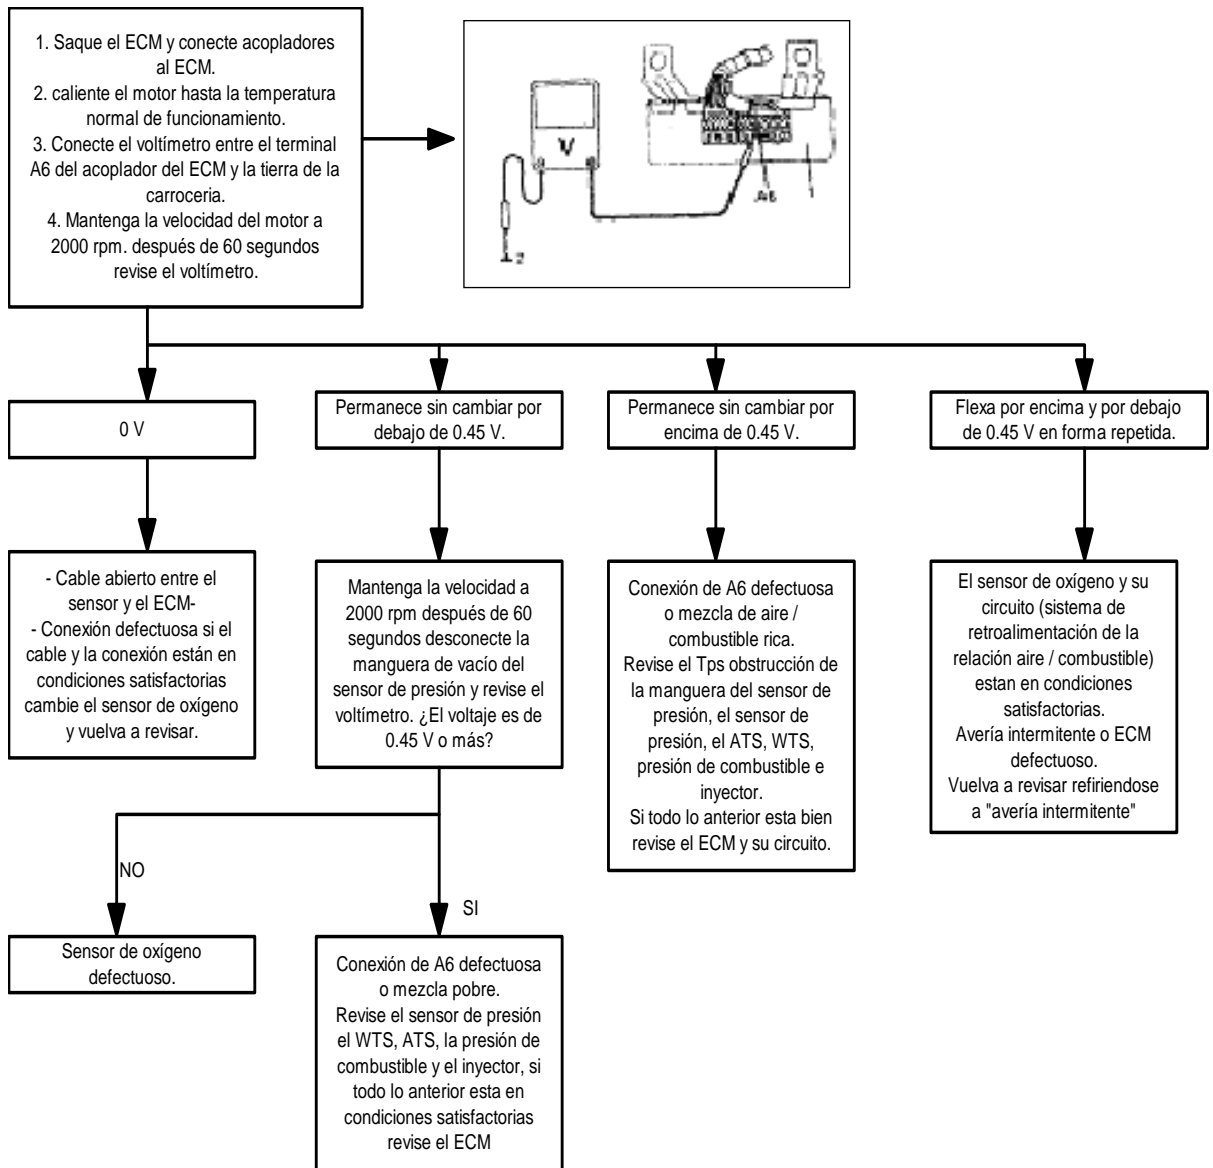 1. Saque el ECM y conecte acopladores
al ECM.
2. caliente el motor hasta la temperatura
normal de funcionamiento.
3. Conecte el voltímetro entre el terminal
A6 del acoplador del ECM y la tierra de la
carroceria.
4. Mantenga la velocidad del motor a
2000 rpm. después de 60 segundos
revise el voltímetro.
V
A6
1
2
0 V
Permanece sin cambiar por
debajo de 0.45 V.
Permanece sin cambiar por
encima de 0.45 V.
Flexa por encima y por debajo
de 0.45 V en forma repetida.
- Cable abierto entre el
sensor y el ECM-
- Conexión defectuosa si el
cable y la conexión están en
condiciones satisfactorias
cambie el sensor de oxígeno
y vuelva a revisar.
Mantenga la velocidad a
2000 rpm después de 60
segundos desconecte la
manguera de vacío del
sensor de presión y revise el
voltímetro. ¿El voltaje es de
0.45 V o más?
Conexión de A6 defectuosa
o mezcla de aire /
combustible rica.
Revise el Tps obstrucción de
la manguera del sensor de
presión, el sensor de
presión, el ATS, WTS,
presión de combustible e
inyector.
Si todo lo anterior esta bien
revise el ECM y su circuito.
El sensor de oxígeno y su
circuito (sistema de
retroalimentación de la
relación aire / combustible)
estan en condiciones
satisfactorias.
Avería intermitente o ECM
defectuoso.
Vuelva a revisar refiriendose
a "avería intermitente"
NO
SI
Sensor de oxígeno
defectuoso.
Conexión de A6 defectuosa
o mezcla pobre.
Revise el sensor de presión
el WTS, ATS, la presión de
combustible y el inyector, si
todo lo anterior esta en
condiciones satisfactorias
revise el ECM